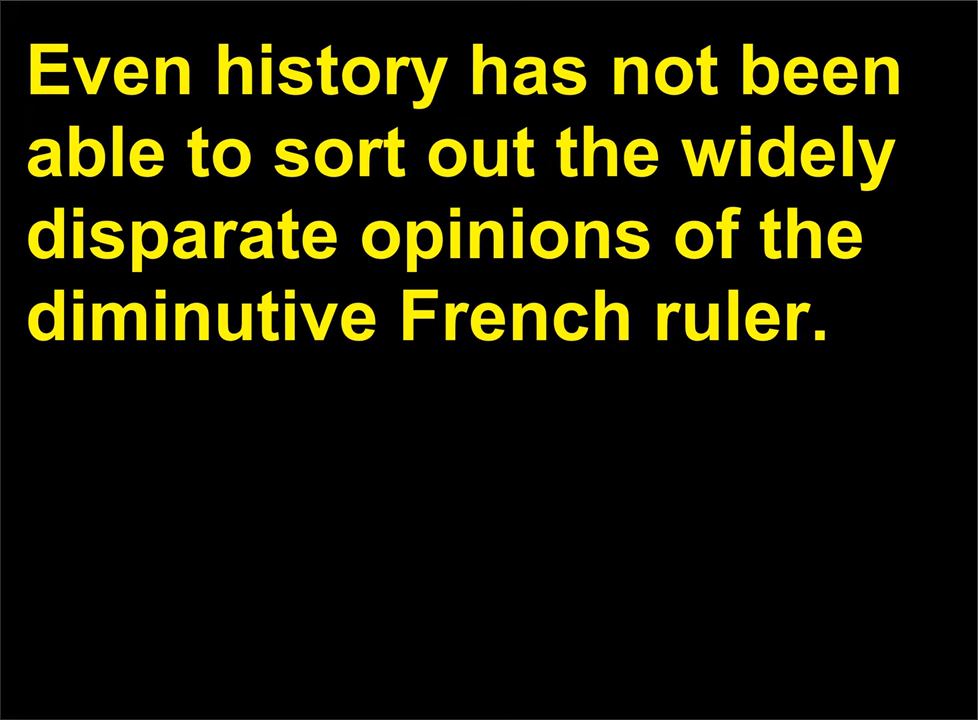 Even history has not been
able to sort out the widely
disparate opinions of the
diminutive French ruler.